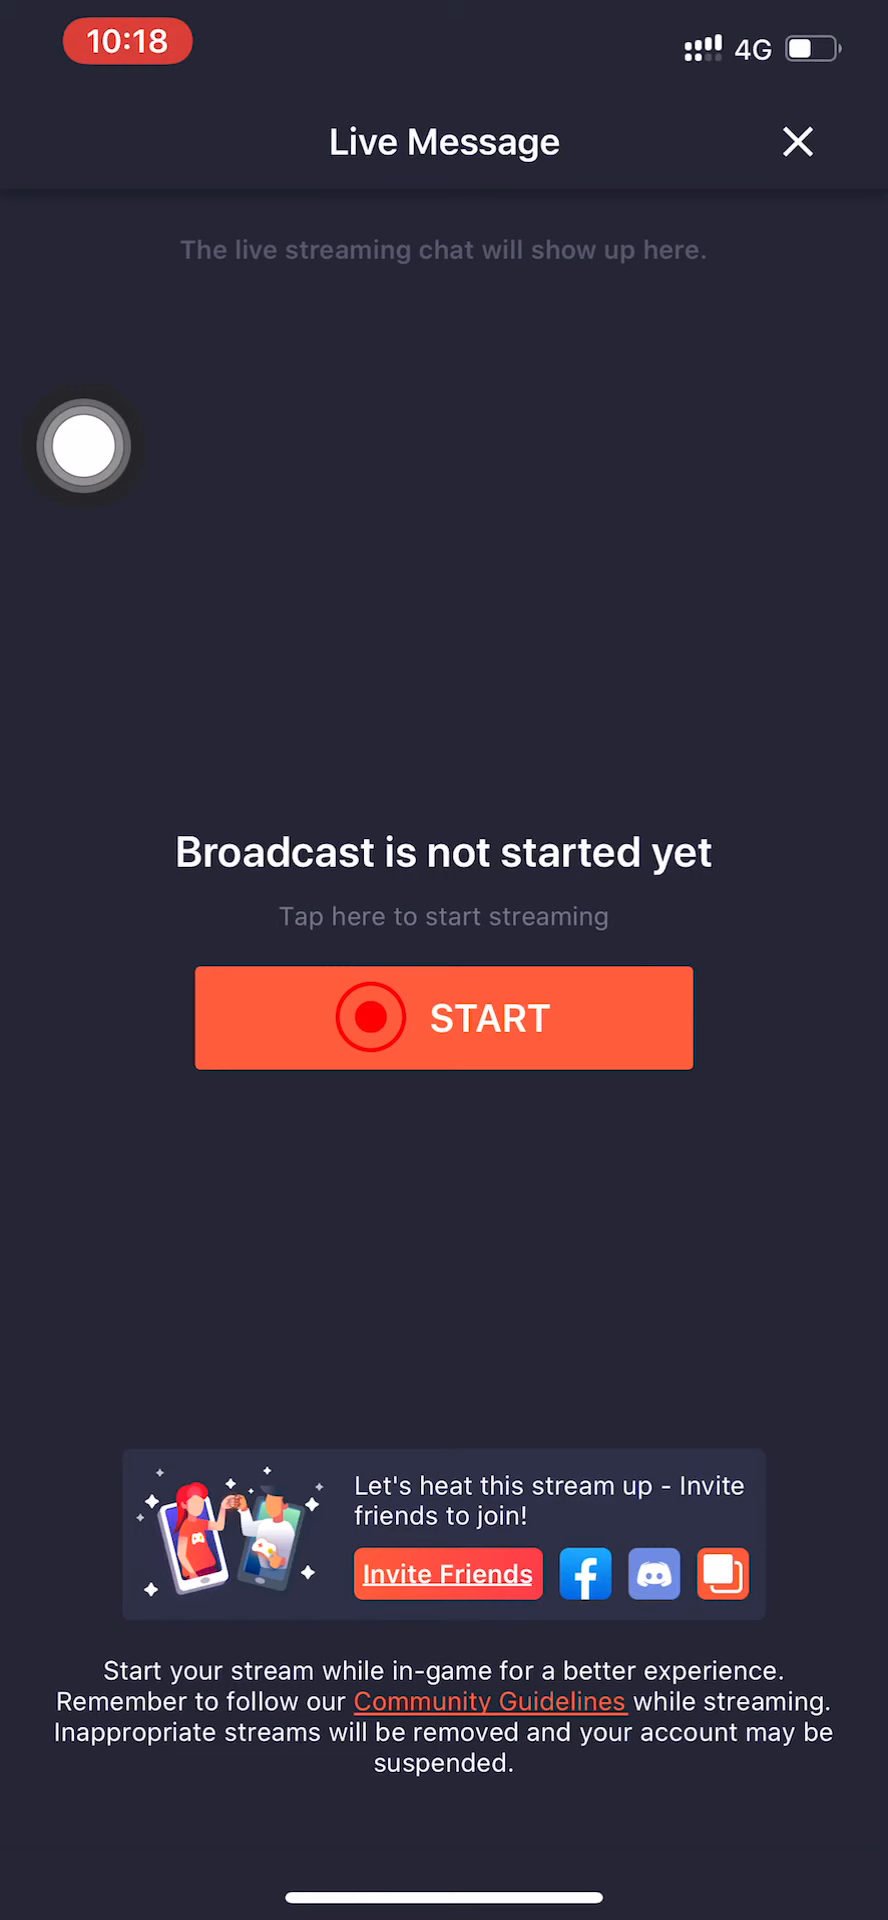 10:18
4G
Live Message
The live streaming chat will show up here.
Broadcast is not started yet
Tap here to start streaming
START
Let's heat this stream up - Invite
friends to join!
Invite Friends
Start your stream while in-game for a better experience.
Remember to follow our Community Guidelines while streaming.
Inappropriate streams will be removed and your account may be
suspended.